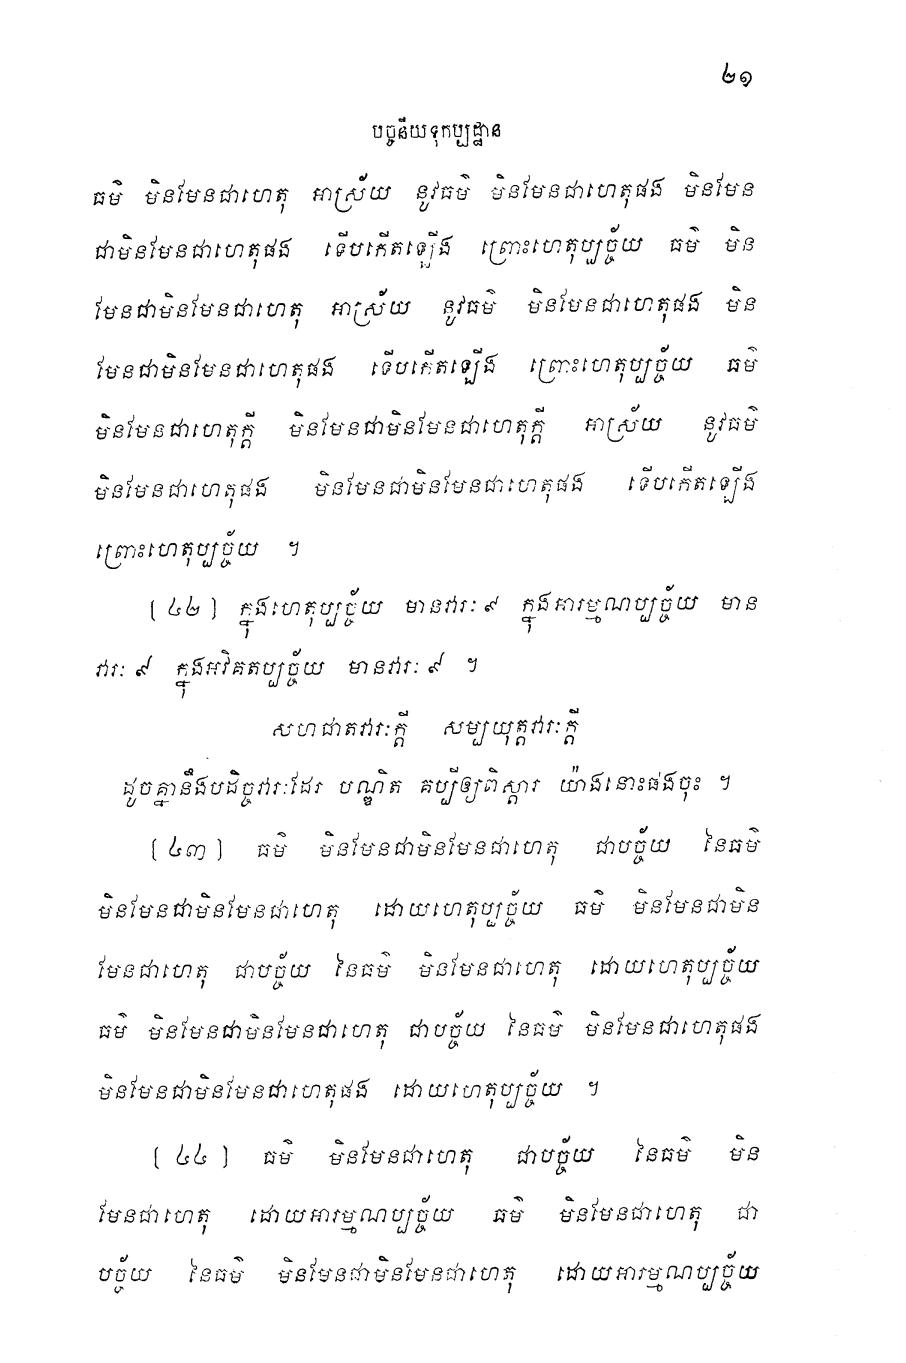 ២១
បច្ចនីយទុកប្បដ្ឋាន
ធម៌ មិនមែនជាហេតុ អាស្រ័យ នូវធម៌ មិនមែនជាហេតុផង មិនមែន
ជាមិនមែនជាហេតុផង ទើបកើតឡើង ព្រោះហេតុប្បច្ច័យ ធម៌ មិន
មែនជាមិនមែនជាហេតុ អាស្រ័យ នូវធម៌ មិនមែនជាហេតុផង មិន
មែនជាមិនមែនជាហេតុផង ទើបកើតឡើង ព្រោះហេតុប្បច្ច័យ ធម៌
មិនមែនជាហេតុក្តី មិនមែនជាមិនមែនជាហេតុក្តី អាស្រ័យ នូវធម៌
មិនមែនជាហេតុផង មិនមែនជាមិនមែនជាហេតុផង ទើបកើតឡើង
ព្រោះហេតុប្បច្ច័យ ។
(៤២) ក្នុងហេតុប្បច្ច័យ មានវារៈ ៩ ក្នុងអារម្មណប្បច្ច័យ មាន
វារៈ ៩ ក្នុងអវិគតប្បច្ច័យ មានវារៈ ៩ ។
សហជាតវារៈក្តី សម្បយុត្តវារៈក្តី
ដូចគ្នានឹងបដិច្ចវារៈដែរ បណ្ឌិត គប្បីឲ្យពិស្តារ យ៉ាងនោះផងចុះ ។
(៤៣) ធម៌ មិនមែនជាមិនមែនជាហេតុ ជាបច្ច័យ នៃធម៌
មិនមែនជាមិនមែនជាហេតុ ដោយហេតុប្បច្ច័យ ធម៌ មិនមែនជាមិន
មែនជាហេតុ ជាបច្ច័យ នៃធម៌ មិនមែនជាហេតុ ដោយហេតុប្បច្ច័យ
ធម៌ មិនមែនជាមិនមែនជាហេតុ ជាបច្ច័យ នៃធម៌ មិនមែនជាហេតុផង
មិនមែនជាមិនមែនជាហេតុផង ដោយហេតុប្បច្ច័យ ។
(៤៤) ធម៌ មិនមែនជាហេតុ ជាបច្ច័យ នៃធម៌ មិន
មែនជាហេតុ ដោយអារម្មណប្បច្ច័យ ធម៌ មិនមែនជាហេតុ ជា
បច្ច័យ នៃធម៌ មិនមែនជាមិនមែនជាហេតុ ដោយអារម្មណប្បច្ច័យ